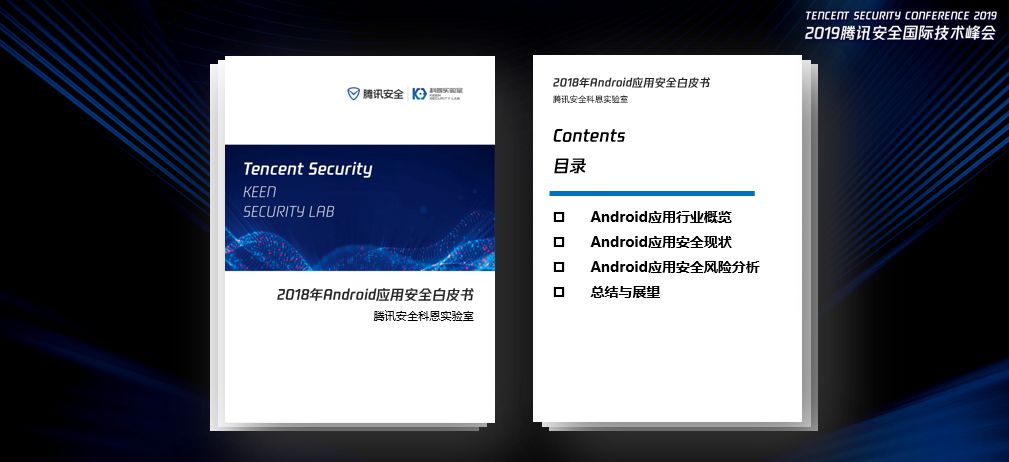 TENCENT SECURITY CONFERENCE 2019
2019腾讯安全国际技术峰会
腾讯安全
科恩实验室
KEEN
SECURITY LAB
Tencent Security
KEEN
SECURITY LAB
2018年Android应用安全白皮书
腾讯安全科恩实验室
2018年Android应用安全白皮书
腾讯安全科恩实验室
Contents
目录
Android应用行业概览
Android应用安全现状
Android应用安全风险分析
总结与展望